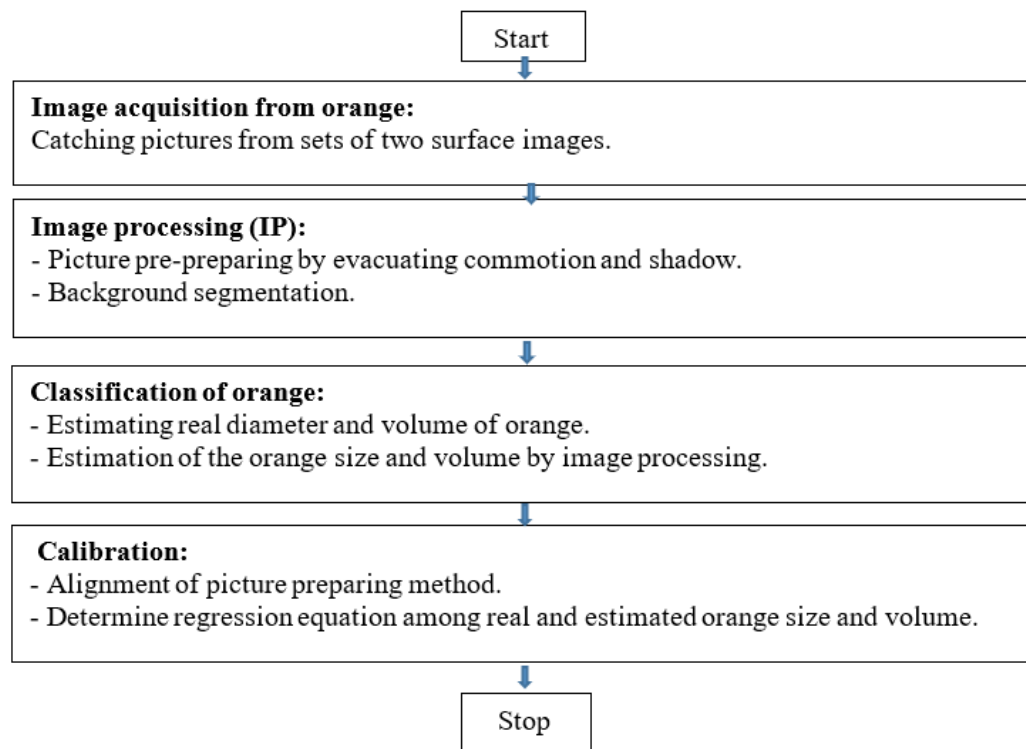 Start
Image acquisition from orange:
Catching pictures from sets of two surface images.
Image processing (IP):
- Picture pre-preparing by evacuating commotion and shadow.
- Background segmentation.
Classification of orange:
- Estimating real diameter and volume of orange.
- Estimation of the orange size and volume by image processing.
Calibration:
- Alignment of picture preparing method.
- Determine regression equation among real and estimated orange size and volume.
Stop